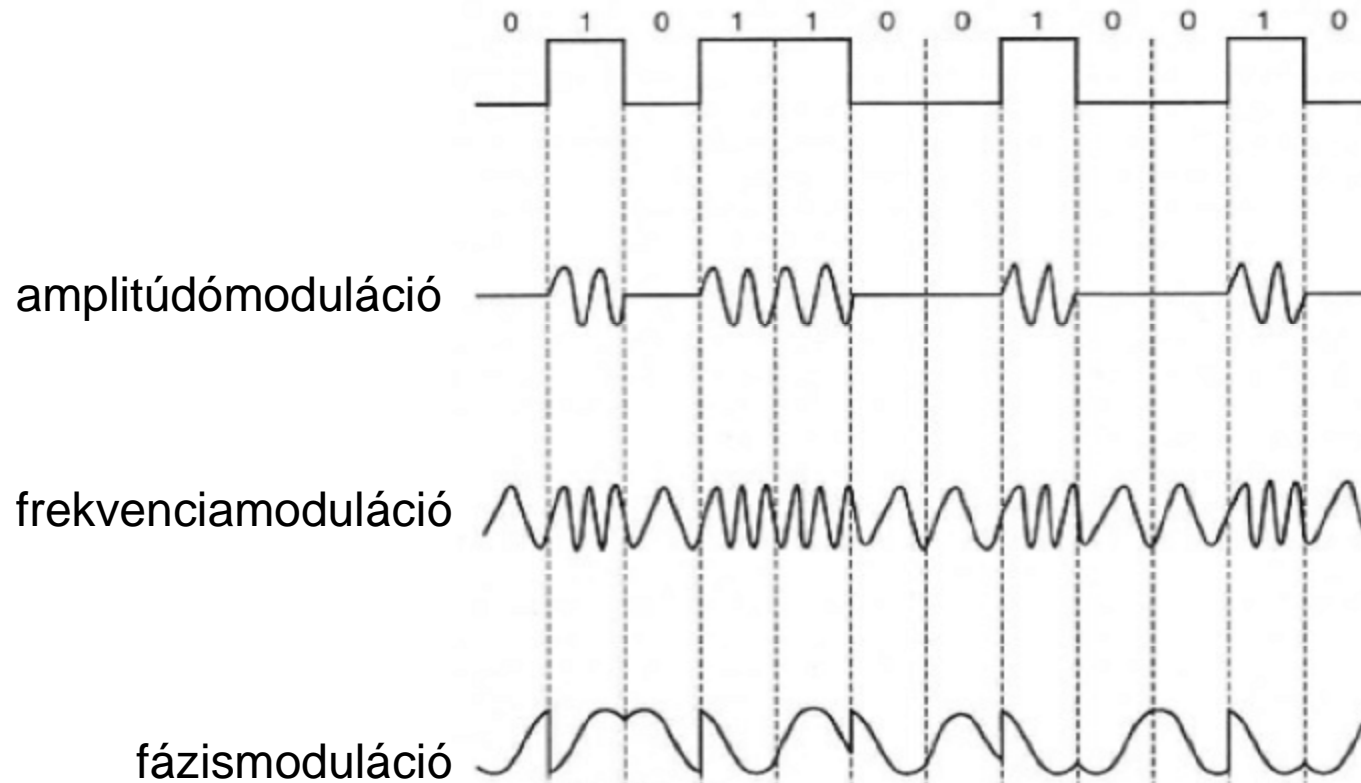 0 1 0 1 1 0 0 1 0 0 1 0
amplitúdómoduláció
frekvenciamoduláció
fázismoduláció